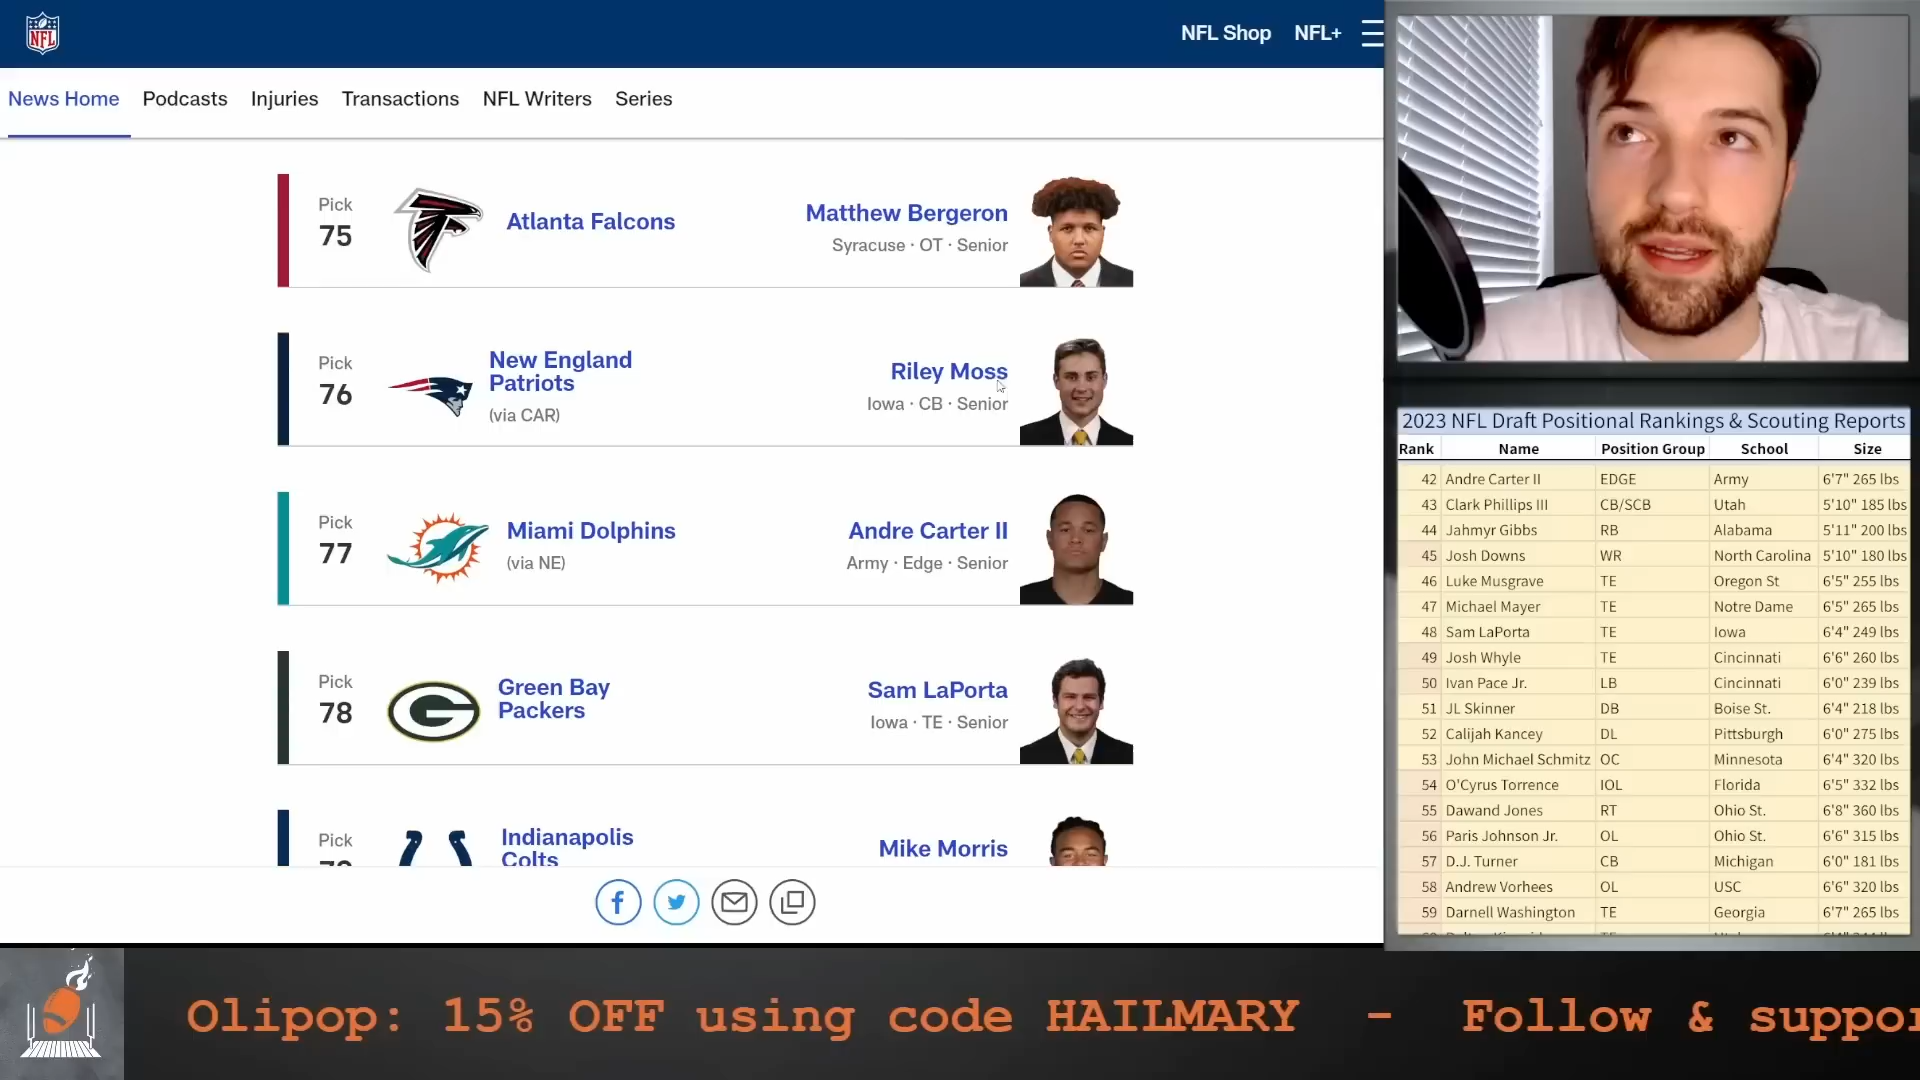 NFL
NFL Shop NFL+
News Home Podcasts Injuries Transactions NFL Writers Series
Pick
75
Atlanta Falcons
Matthew Bergeron
Syracuse · OT · Senior
Pick
76
New England
Patriots
(via CAR)
Riley Moss
Iowa · CB · Senior
Pick
77
Miami Dolphins
(via NE)
Andre Carter II
Army · Edge · Senior
Pick
78
G
Green Bay
Packers
Sam LaPorta
Iowa · TE · Senior
Pick
Indianapolis
Colts
Mike Morris
2023 NFL Draft Positional Rankings & Scouting Reports
Rank Name Position Group School Size
42 Andre Carter II EDGE Army 6'7" 265 lbs
43 Clark Phillips III CB/SCB Utah 5'10" 185 lbs
44 Jahmyr Gibbs RB Alabama 5'11" 200 lbs
45 Josh Downs WR North Carolina 5'10" 180 lbs
46 Luke Musgrave TE Oregon St 6'5" 255 lbs
47 Michael Mayer TE Notre Dame 6'5" 265 lbs
48 Sam LaPorta TE Iowa 6'4" 249 lbs
49 Josh Whyle TE Cincinnati 6'6" 260 lbs
50 Ivan Pace Jr. LB Cincinnati 6'0" 239 lbs
51 JL Skinner DB Boise St. 6'4" 218 lbs
52 Calijah Kancey DL Pittsburgh 6'0" 275 lbs
53 John Michael Schmitz OC Minnesota 6'4" 320 lbs
54 O'Cyrus Torrence IOL Florida 6'5" 332 lbs
55 Dawand Jones RT Ohio St. 6'8" 360 lbs
56 Paris Johnson Jr. OL Ohio St. 6'6" 315 lbs
57 D.J. Turner CB Michigan 6'0" 181 lbs
58 Andrew Vorhees OL USC 6'6" 320 lbs
59 Darnell Washington TE Georgia 6'7" 265 lbs
Olipop: 15% OFF using code HAILMARY - Follow & suppor